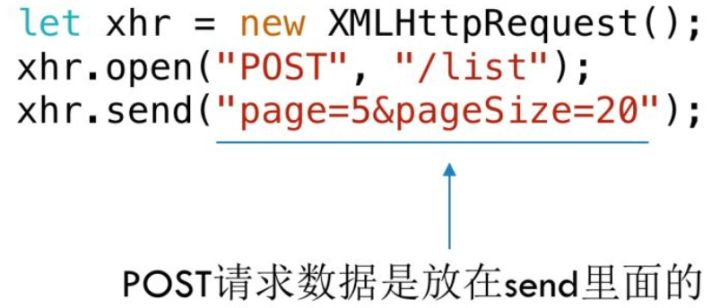 let xhr = new XMLHttpRequest();
xhr.open("POST", "/list");
xhr.send("page=5&pageSize=20");
POST请求数据是放在send里面的